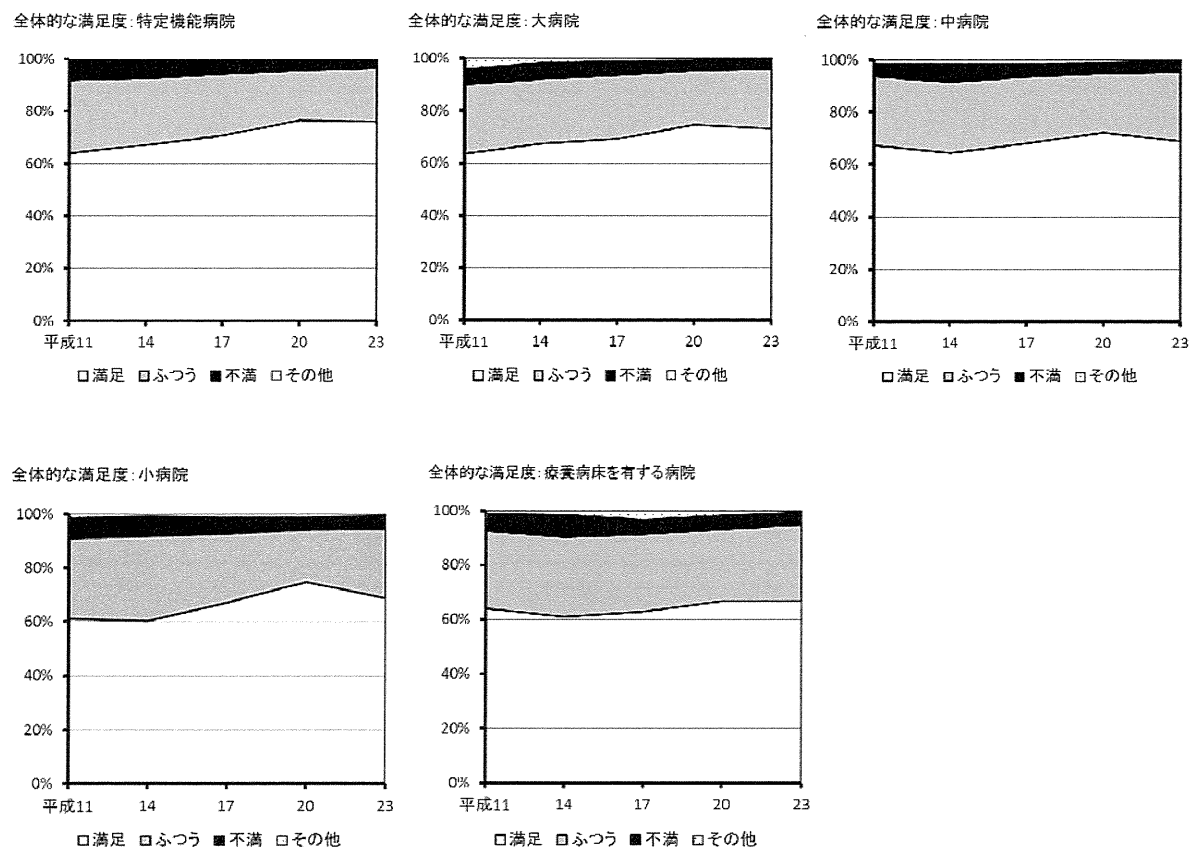 全体的な満足度:特定機能病院
100%
80%
60%
40%
20%
0%
平成11 14 17 20 23
□満足 □ふつう ■不満 □その他
全体的な満足度:大病院
100%
80%
60%
40%
20%
0%
平成11 14 17 20 23
□満足 □ふつう ■不満 □その他
全体的な満足度:中病院
100%
80%
60%
40%
20%
0%
平成11 14 17 20 23
□満足 □ふつう ■不満 □その他
全体的な満足度:小病院
100%
80%
60%
40%
20%
0%
平成11 14 17 20 23
□満足 □ふつう ■不満 □その他
全体的な満足度:療養病床を有する病院
100%
80%
60%
40%
20%
0%
平成11 14 17 20 23
□満足 □ふつう ■不満 □その他